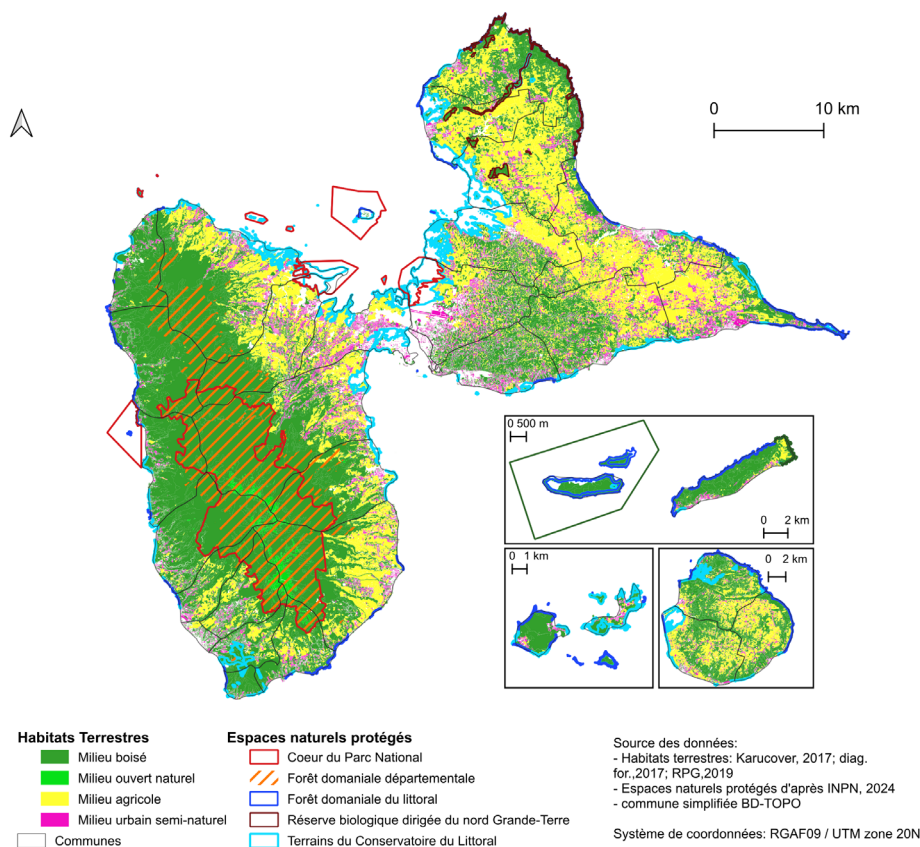 0 10 km
0 500 m
0 2 km
0 1 km
0 2 km
Habitats Terrestres
Milieu boisé
Milieu ouvert naturel
Milieu agricole
Milieu urbain semi-naturel
Communes
Espaces naturels protégés
Coeur du Parc National
Forêt domaniale départementale
Forêt domaniale du littoral
Réserve biologique dirigée du nord Grande-Terre
Terrains du Conservatoire du Littoral
Source des données:
- Habitats terrestres: Karucover, 2017; diag.
for.,2017; RPG,2019
- Espaces naturels protégés d'après INPN, 2024
- commune simplifiée BD-TOPO
Système de coordonnées: RGAF09 / UTM zone 20N